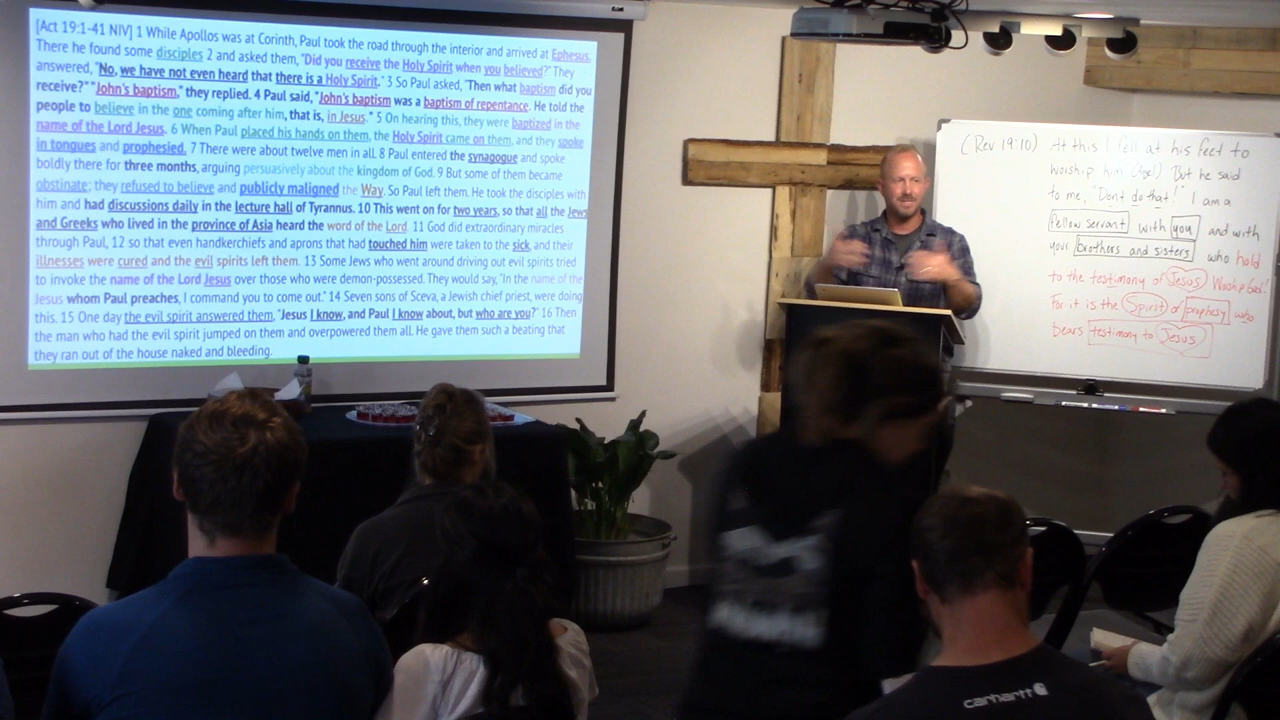 [Act 19:1-41 NIV] 1 While Apollos was at Corinth, Paul took the road through the interior and arrived at Ephesus.
There he found some disciples 2 and asked them, "Did you receive the Holy Spirit when you believed?" They
answered, "No, we have not even heard that there is a Holy Spirit." 3 So Paul asked, "Then what baptism did you
receive?" "John's baptism," they replied. 4 Paul said, "John's baptism was a baptism of repentance. He told the
people to believe in the one coming after him, that is, in Jesus." 5 On hearing this, they were baptized in the
name of the Lord Jesus. 6 When Paul placed his hands on them, the Holy Spirit came on them, and they spoke
in tongues and prophesied. 7 There were about twelve men in all. 8 Paul entered the synagogue and spoke
boldly there for three months, arguing persuasively about the kingdom of God. 9 But some of them became
obstinate; they refused to believe and publicly maligned the Way. So Paul left them. He took the disciples with
him and had discussions daily in the lecture hall of Tyrannus. 10 This went on for two years, so that all the Jews
and Greeks who lived in the province of Asia heard the word of the Lord. 11 God did extraordinary miracles
through Paul, 12 so that even handkerchiefs and aprons that had touched him were taken to the sick, and their
illnesses were cured and the evil spirits left them. 13 Some Jews who went around driving out evil spirits tried
to invoke the name of the Lord Jesus over those who were demon-possessed. They would say, "In the name of the
Jesus whom Paul preaches, I command you to come out." 14 Seven sons of Sceva, a Jewish chief priest, were doing
this. 15 One day the evil spirit answered them, "Jesus I know, and Paul I know about, but who are you?" 16 Then
the man who had the evil spirit jumped on them and overpowered them all. He gave them such a beating that
they ran out of the house naked and bleeding.
(Rev 19:10) At this I fell at his feet to
worship him (Agel) But he said
to me, "Dont do that!" I am a
fellow servant with you and with
your brothers and sisters who hold
to the testimony of Jesus Worship God!
For it is the Spirit of prophesy who
bears testimony to Jesus
carhartt